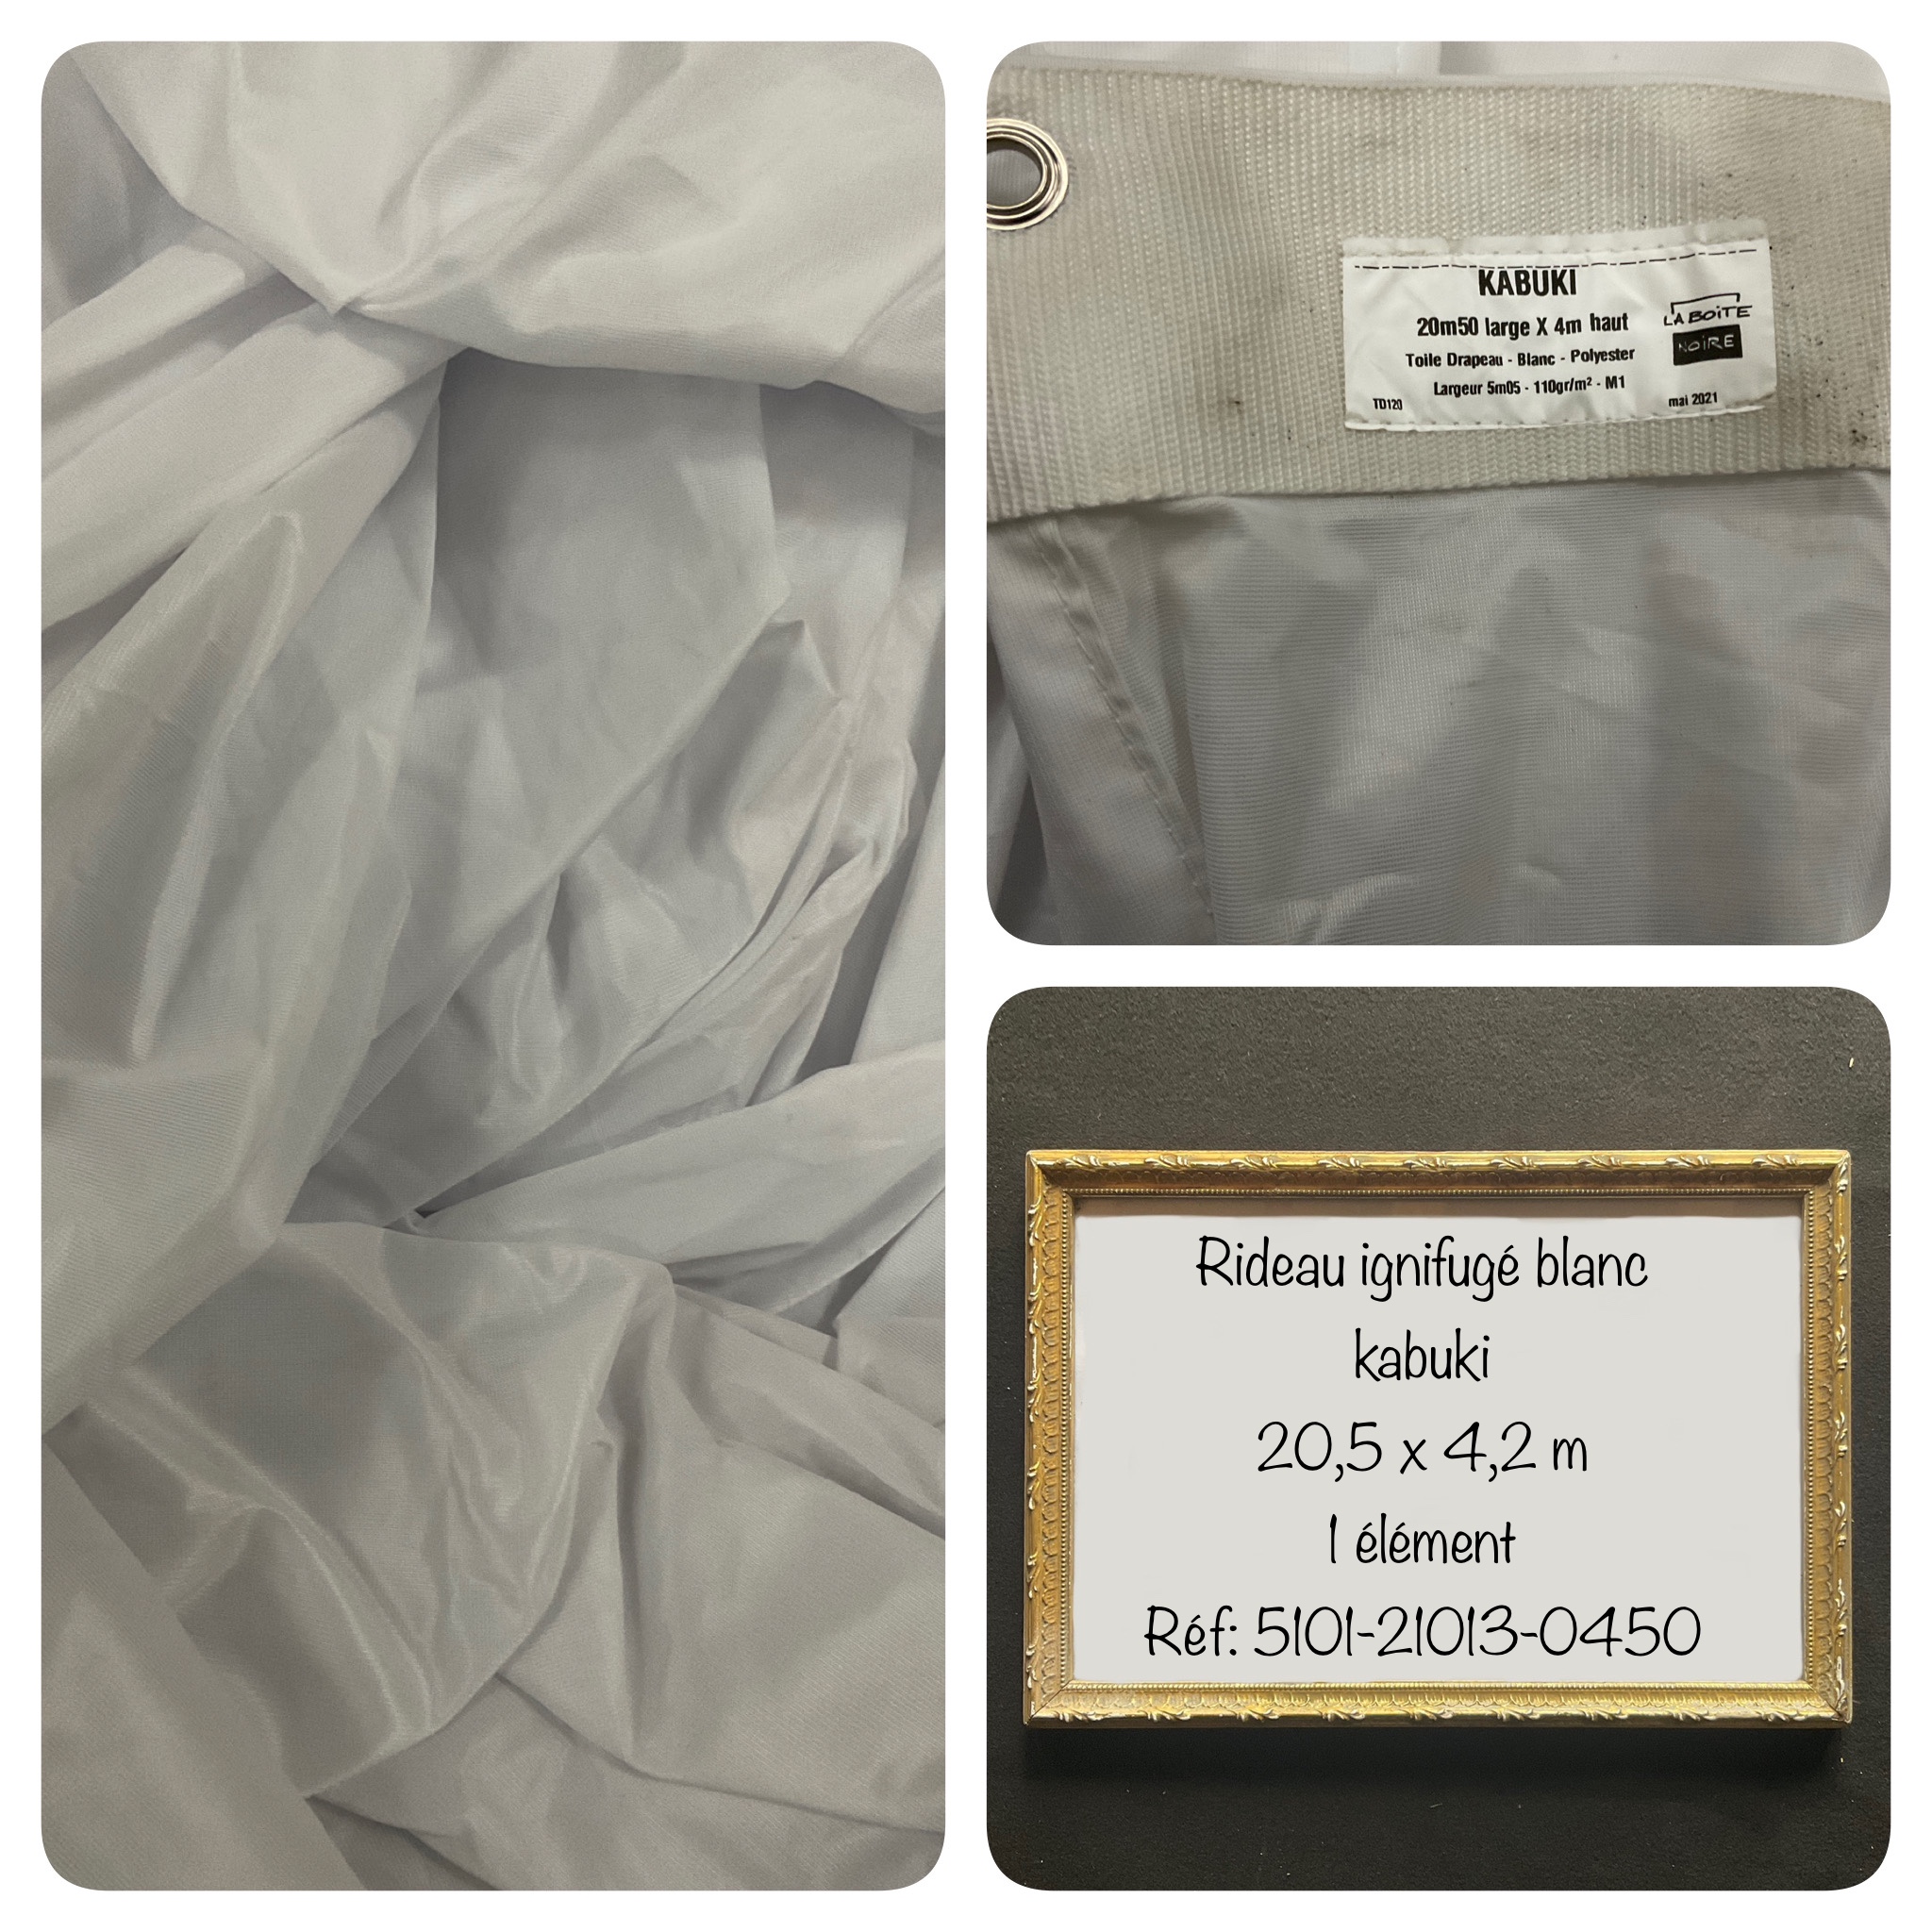 KABUKI
20m50 large X 4m haut
Toile Drapeau - Blanc - Polyester
Largeur 5m05 - 110gr/m² - M1
TD120
mai 2021
LA BOiTE
NOiRE
Rideau ignifugé blanc
kabuki
20,5 x 4,2 m
1 élément
Réf: 5101-21013-0450